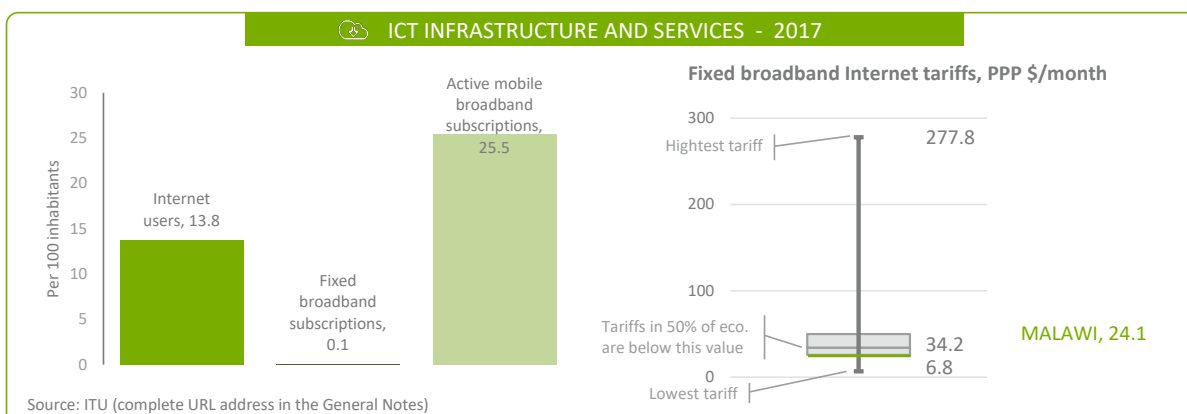 ICT INFRASTRUCTURE AND SERVICES - 2017
30
25
20
15
10
5
0
Per 100 inhabitants
Internet
users, 13.8
Fixed
broadband
subscriptions,
0.1
Active mobile
broadband
subscriptions,
25.5
Fixed broadband Internet tariffs, PPP $/month
300
200
100
0
Hightest tariff
277.8
Tariffs in 50% of eco.
are below this value
34.2
6.8
Lowest tariff
MALAWI, 24.1
Source: ITU (complete URL address in the General Notes)